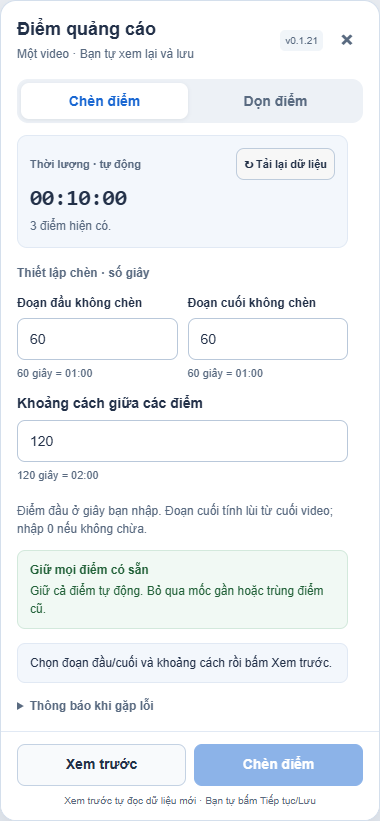 Điểm quảng cáo
Một video · Bạn tự xem lại và lưu
v0.1.21
×
Chèn điểm
Dọn điểm
Thời lượng · tự động
↻ Tải lại dữ liệu
00:10:00
3 điểm hiện có.
Thiết lập chèn · số giây
Đoạn đầu không chèn
Đoạn cuối không chèn
60
60
60 giây = 01:00
60 giây = 01:00
Khoảng cách giữa các điểm
120
120 giây = 02:00
Điểm đầu ở giây bạn nhập. Đoạn cuối tính lùi từ cuối video;
nhập 0 nếu không chừa.
Giữ mọi điểm có sẵn
Giữ cả điểm tự động. Bỏ qua mốc gần hoặc trùng điểm
cũ.
Chọn đoạn đầu/cuối và khoảng cách rồi bấm Xem trước.
▶ Thông báo khi gặp lỗi
Xem trước
Chèn điểm
Xem trước tự đọc dữ liệu mới · Bạn tự bấm Tiếp tục/Lưu